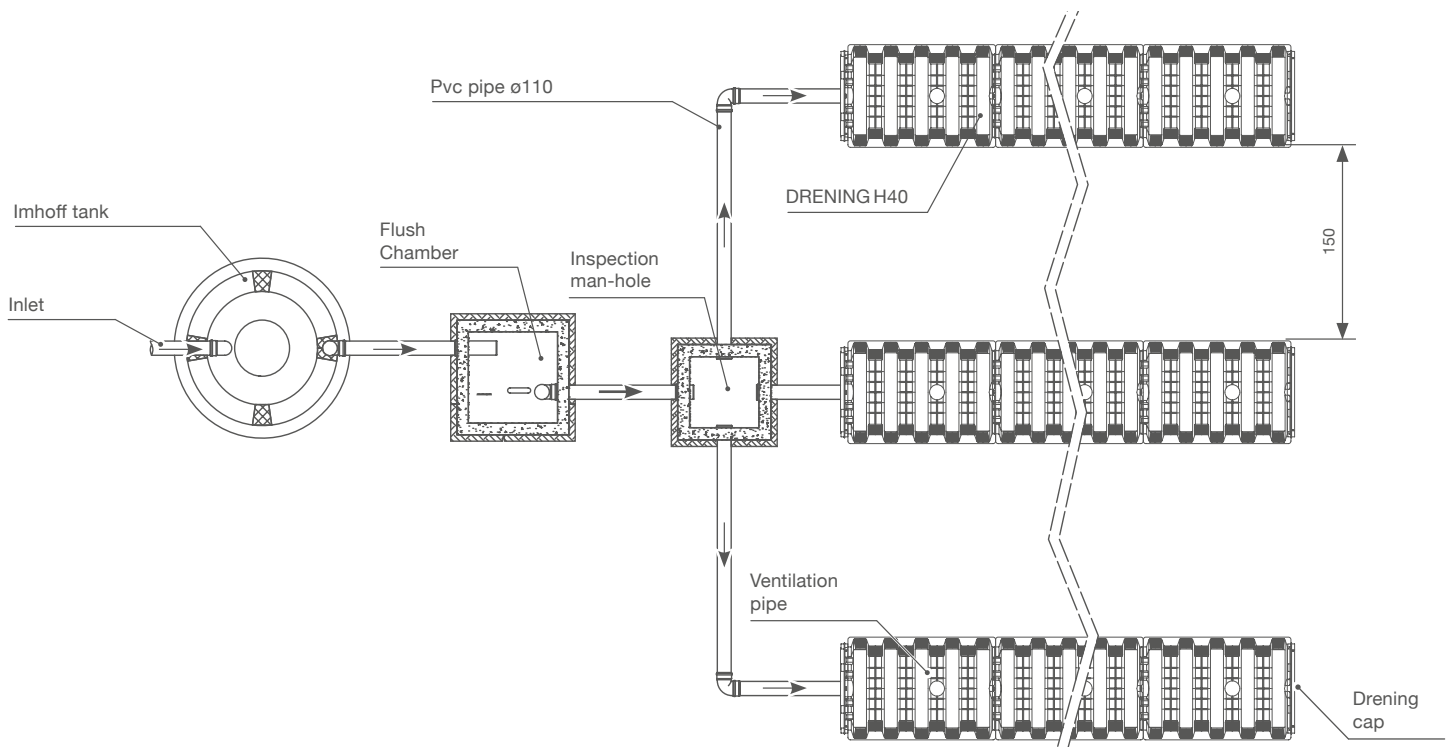 Pvc pipe ø110
DRENING H40
Imhoff tank
Flush
Chamber
Inspection
man-hole
150
Inlet
Ventilation
pipe
Drening
cap